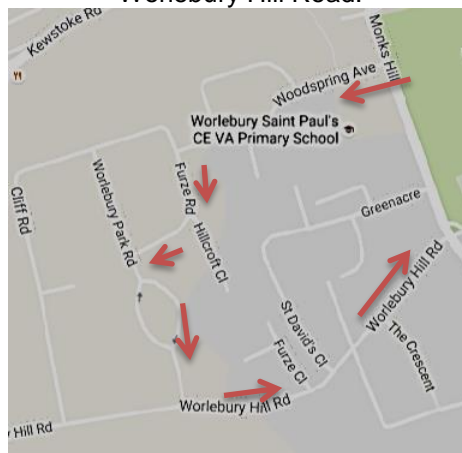 Worlebury Hill Road.
Kewstoke Rd
Monks Hill
Woodspring Ave
Worlebury Saint Paul's
CE VA Primary School
Furze Rd
Worlebury Park Rd
Cliff Rd
Hillcroft Cl
Greenacre
Worlebury Hill Rd
St David's Cl
Furze Cl
The Crescent
Worlebury Hill Rd
y Hill Rd